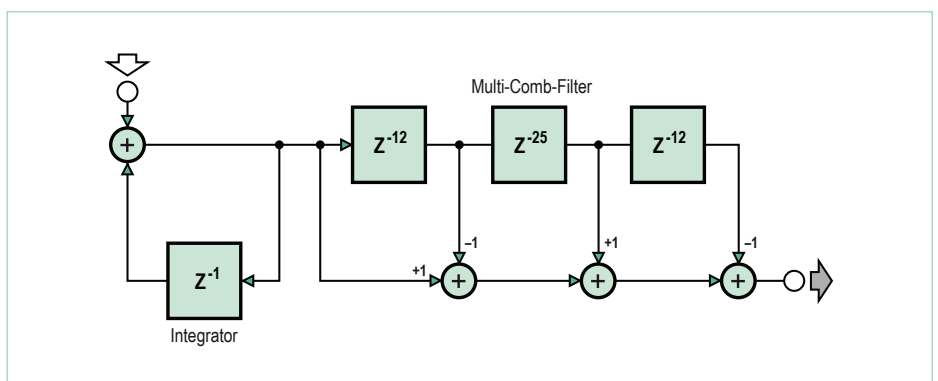 Multi-Comb-Filter
+
Z-12
Z-25
Z-12
–1
+1
–1
+1
+
+
+
Z-1
Integrator